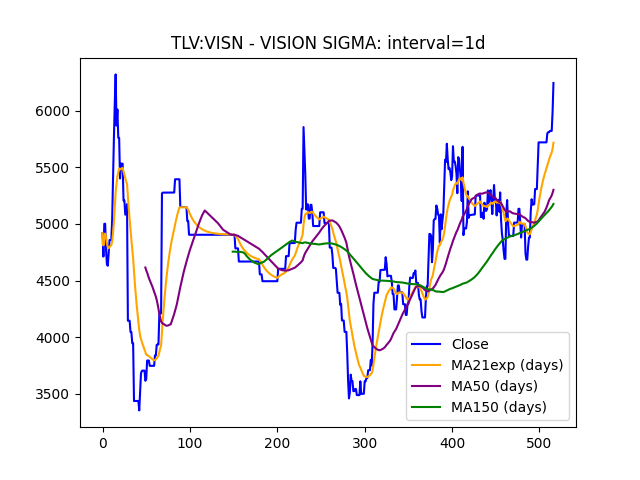 TLV:VISN - VISION SIGMA: interval=1d
6000
5500
5000
4500
4000
3500
0 100 200 300 400 500
Close
MA21exp (days)
MA50 (days)
MA150 (days)